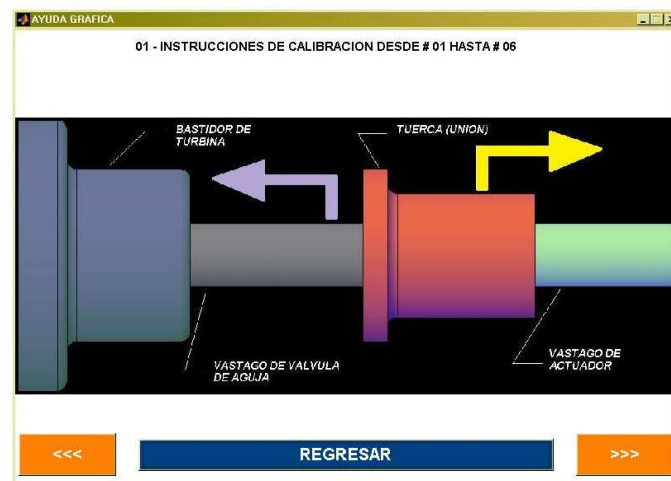 AYUDA GRAFICA
01 - INSTRUCCIONES DE CALIBRACION DESDE # 01 HASTA # 06
BASTIDOR DE
TURBINA
TUERCA (UNION)
VASTAGO DE VALVULA
DE AGUJA
VASTAGO DE
ACTUADOR
<<<
REGRESAR
>>>